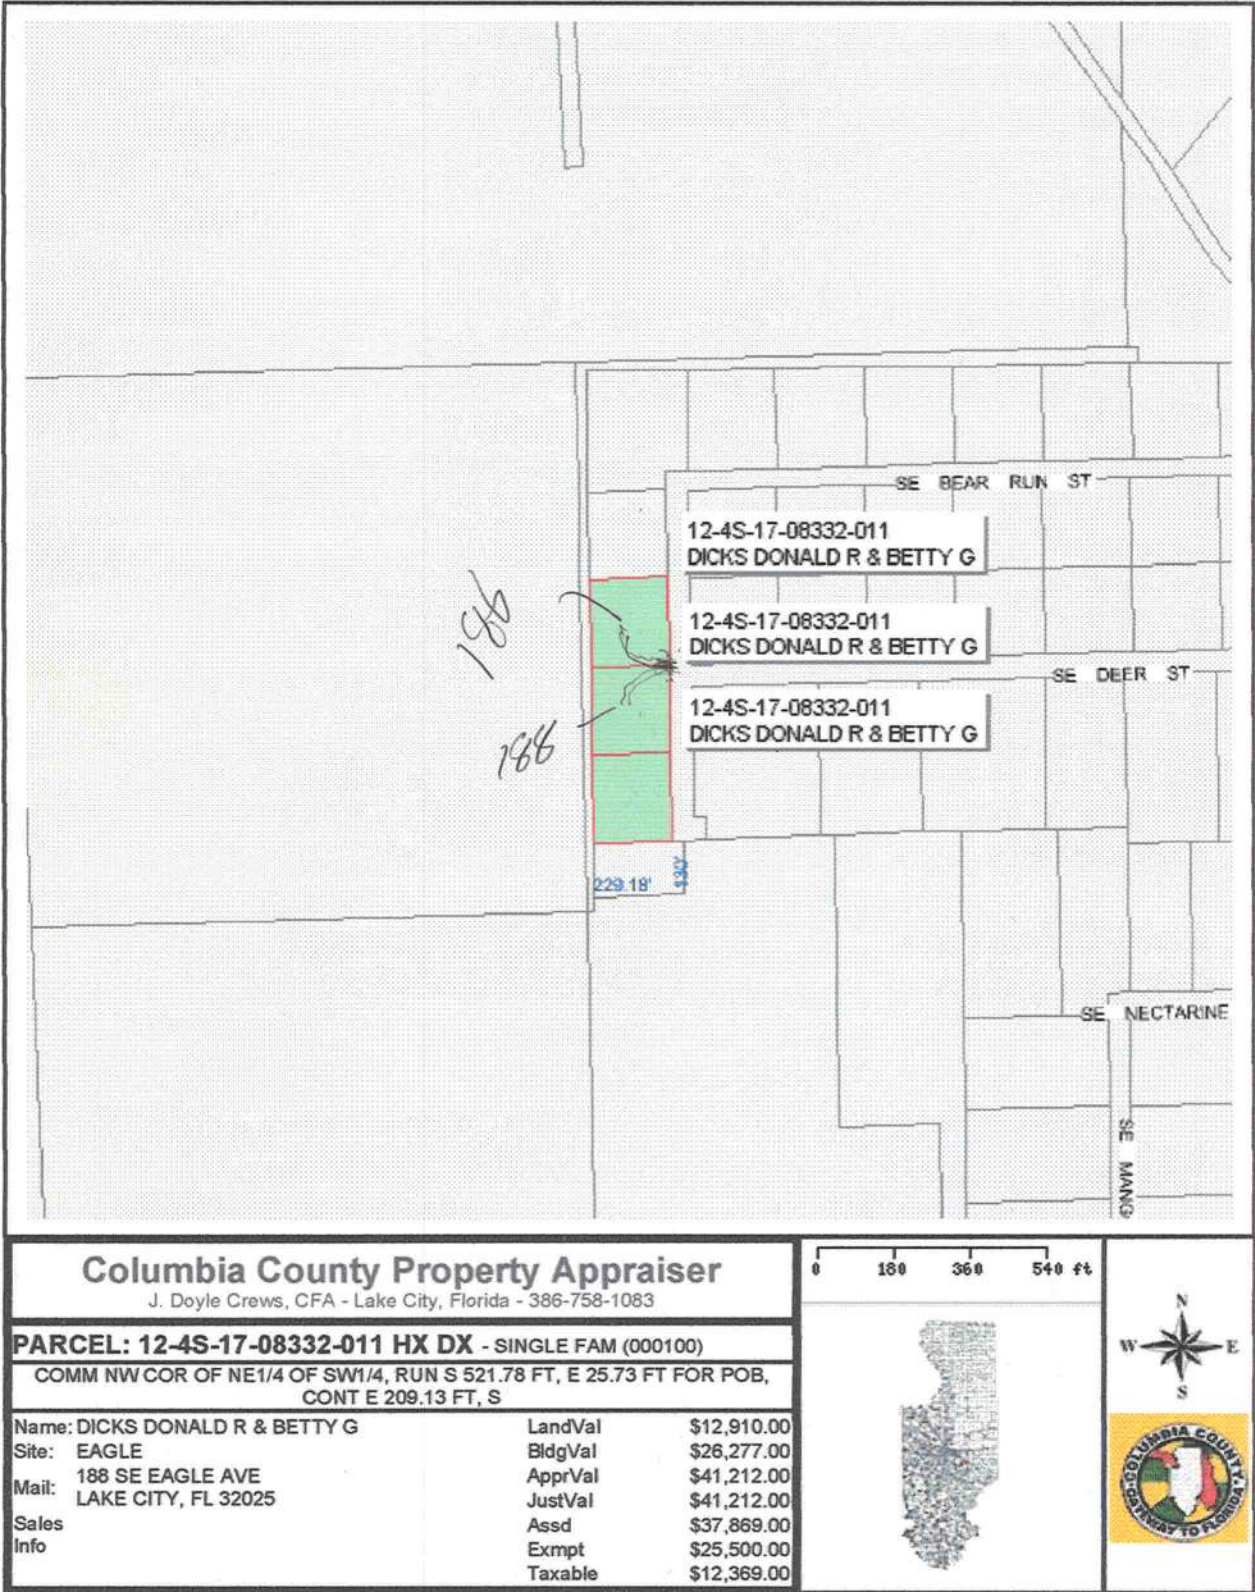 SE BEAR RUN ST
12-4S-17-08332-011
DICKS DONALD R & BETTY G
186
12-4S-17-08332-011
DICKS DONALD R & BETTY G
SE DEER ST
12-4S-17-08332-011
DICKS DONALD R & BETTY G
188
229.18'
SE NECTARINE
SE MANG
Columbia County Property Appraiser
J. Doyle Crews, CFA - Lake City, Florida - 386-758-1083
PARCEL: 12-4S-17-08332-011 HX DX - SINGLE FAM (000100)
COMM NW COR OF NE1/4 OF SW1/4, RUN S 521.78 FT, E 25.73 FT FOR POB,
CONT E 209.13 FT, S
Name: DICKS DONALD R & BETTY G
Site: EAGLE
Mail: 188 SE EAGLE AVE
LAKE CITY, FL 32025
Sales
Info
LandVal $12,910.00
BldgVal $26,277.00
ApprVal $41,212.00
JustVal $41,212.00
Assd $37,869.00
Exmpt $25,500.00
Taxable $12,369.00
0 180 360 540 ft
N
W E
S
COLUMBIA COUNTY
GATEWAY TO FLORIDA